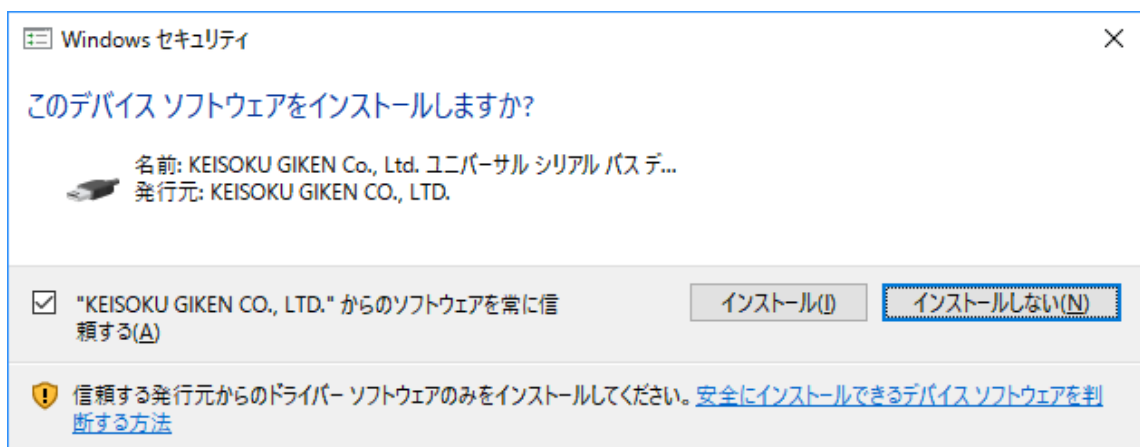 Windows セキュリティ
このデバイス ソフトウェアをインストールしますか?
名前: KEISOKU GIKEN Co., Ltd. ユニバーサル シリアル バス デ...
発行元: KEISOKU GIKEN CO., LTD.
"KEISOKU GIKEN CO., LTD." からのソフトウェアを常に信
頼する(A)
インストール(I)
インストールしない(N)
信頼する発行元からのドライバー ソフトウェアのみをインストールしてください。安全にインストールできるデバイス ソフトウェアを判
断する方法